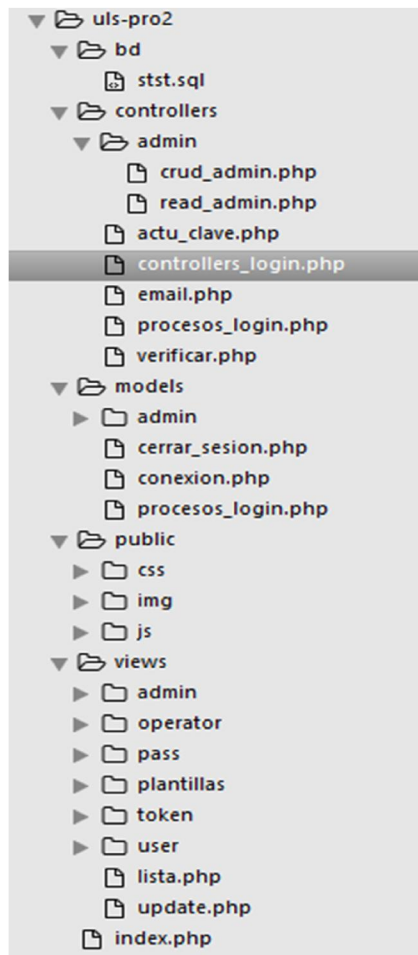 uls-pro2
bd
stst.sql
controllers
admin
crud_admin.php
read_admin.php
actu_clave.php
controllers_login.php
email.php
procesos_login.php
verificar.php
models
admin
cerrar_sesion.php
conexion.php
procesos_login.php
public
css
img
js
views
admin
operator
pass
plantillas
token
user
lista.php
update.php
index.php